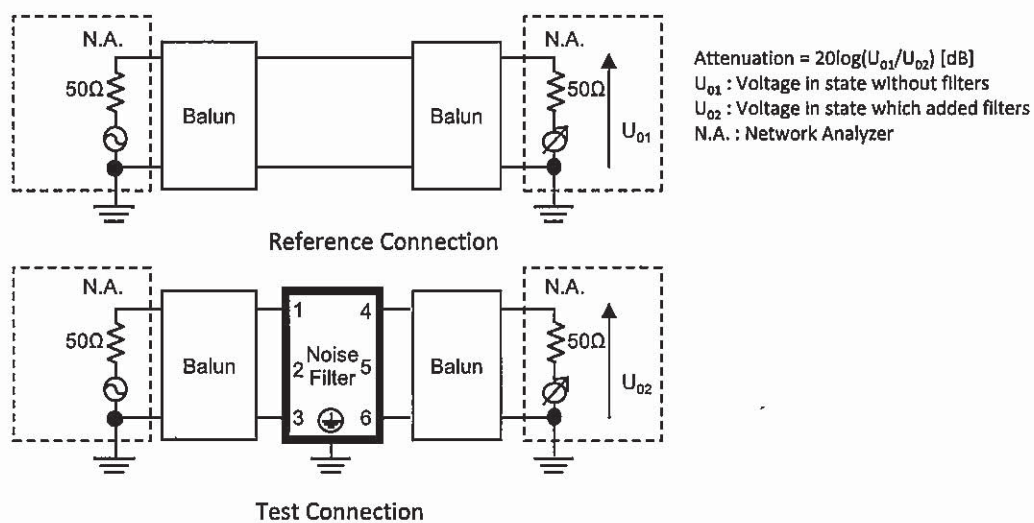 N.A.
50Ω
Balun
Balun
N.A.
50Ω
U₀₁
Attenuation = 20log(U₀₁/U₀₂) [dB]
U₀₁ : Voltage in state without filters
U₀₂ : Voltage in state which added filters
N.A. : Network Analyzer
Reference Connection
N.A.
50Ω
Balun
1 4
2 Noise 5
Filter
3 6
Balun
N.A.
50Ω
U₀₂
Test Connection